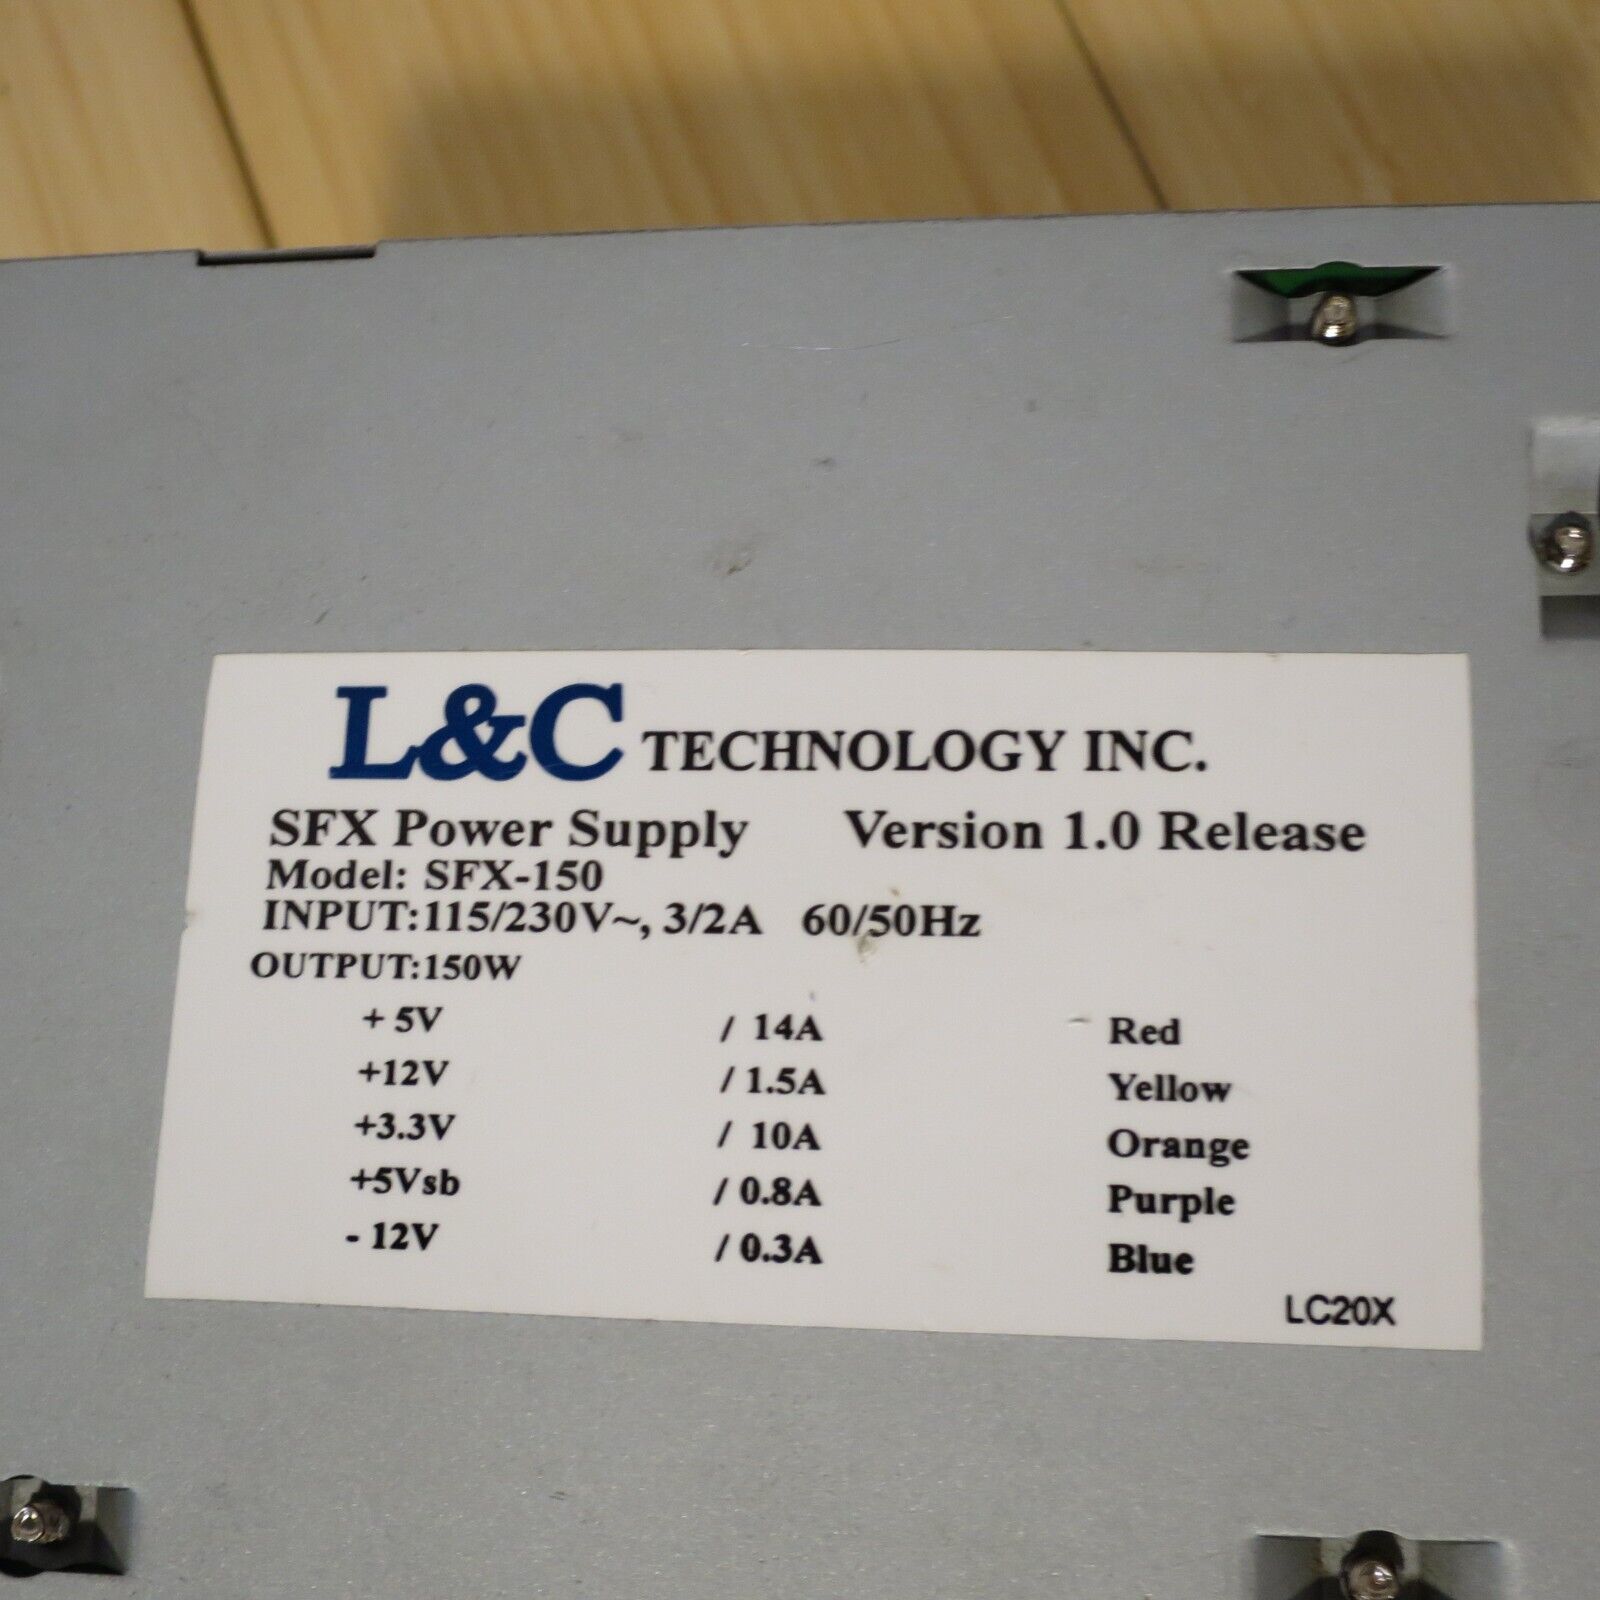 L&C TECHNOLOGY INC.
SFX Power Supply Version 1.0 Release
Model: SFX-150
INPUT:115/230V~, 3/2A 60/50Hz
OUTPUT:150W
+ 5V / 14A Red
+12V / 1.5A Yellow
+3.3V / 10A Orange
+5Vsb / 0.8A Purple
- 12V / 0.3A Blue
LC20X